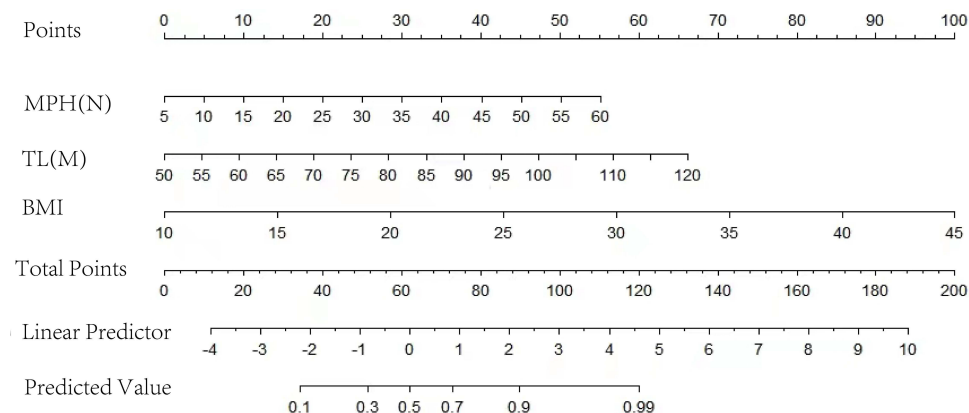 Points 0 10 20 30 40 50 60 70 80 90 100
MPH(N)
5 10 15 20 25 30 35 40 45 50 55 60
TL(M)
50 55 60 65 70 75 80 85 90 95 100 110 120
BMI
10 15 20 25 30 35 40 45
Total Points
0 20 40 60 80 100 120 140 160 180 200
Linear Predictor
-4 -3 -2 -1 0 1 2 3 4 5 6 7 8 9 10
Predicted Value
0.1 0.3 0.5 0.7 0.9 0.99